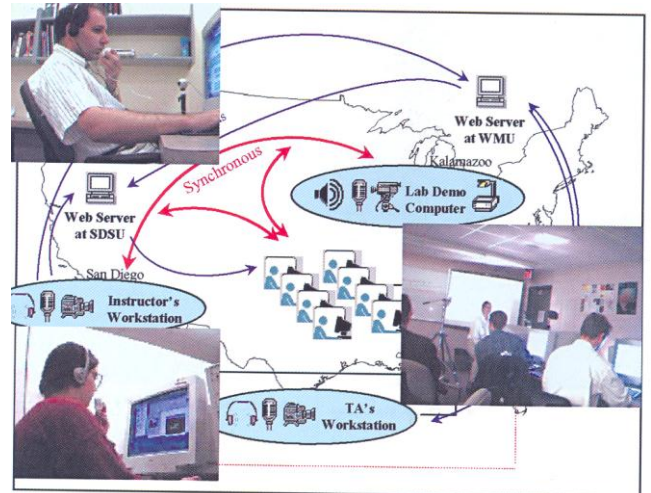 Web Server
at WMU
Kalamazoo
Synchronous
Lab Demo
Computer
Web Server
at SDSU
San Diego
Instructor's
Workstation
TA's
Workstation